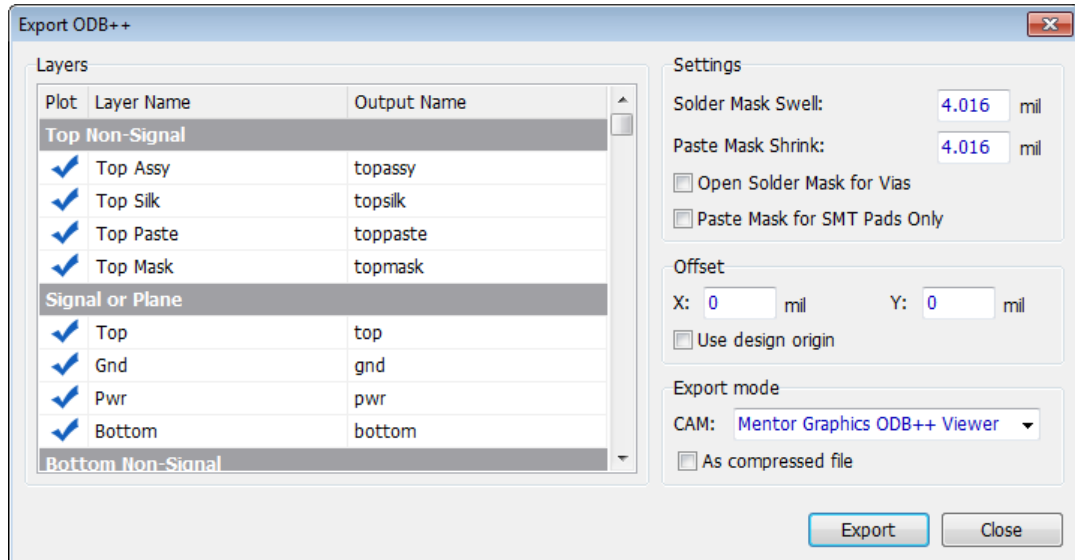 Export ODB++
Layers
Plot Layer Name Output Name
Top Non-Signal
Top Assy topassy
Top Silk topsilk
Top Paste toppaste
Top Mask topmask
Signal or Plane
Top top
Gnd gnd
Pwr pwr
Bottom bottom
Bottom Non-Signal
Settings
Solder Mask Swell: 4.016 mil
Paste Mask Shrink: 4.016 mil
Open Solder Mask for Vias
Paste Mask for SMT Pads Only
Offset
X: 0 mil Y: 0 mil
Use design origin
Export mode
CAM: Mentor Graphics ODB++ Viewer
As compressed file
Export Close